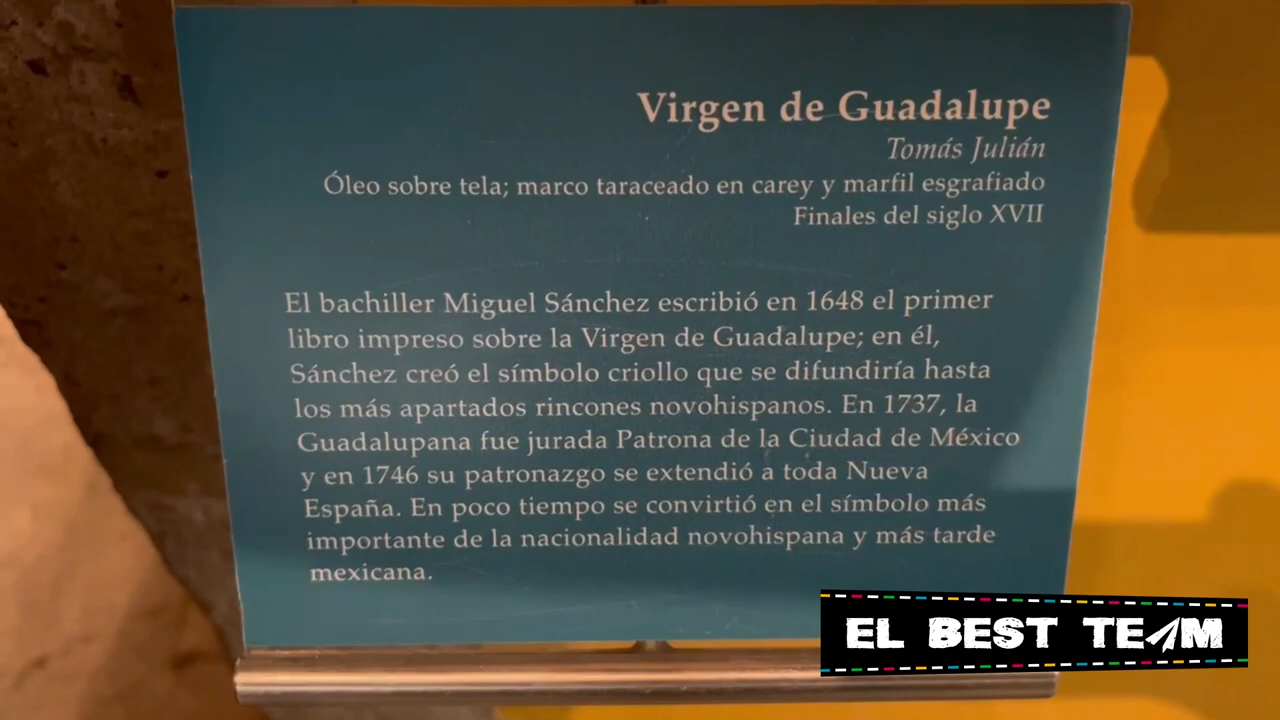 Virgen de Guadalupe
Tomás Julián
Óleo sobre tela; marco taraceado en carey y marfil esgrafiado
Finales del siglo XVII
El bachiller Miguel Sánchez escribió en 1648 el primer
libro impreso sobre la Virgen de Guadalupe; en él,
Sánchez creó el símbolo criollo que se difundiría hasta
los más apartados rincones novohispanos. En 1737, la
Guadalupana fue jurada Patrona de la Ciudad de México
y en 1746 su patronazgo se extendió a toda Nueva
España. En poco tiempo se convirtió en el símbolo más
importante de la nacionalidad novohispana y más tarde
mexicana.
EL BEST TEAM